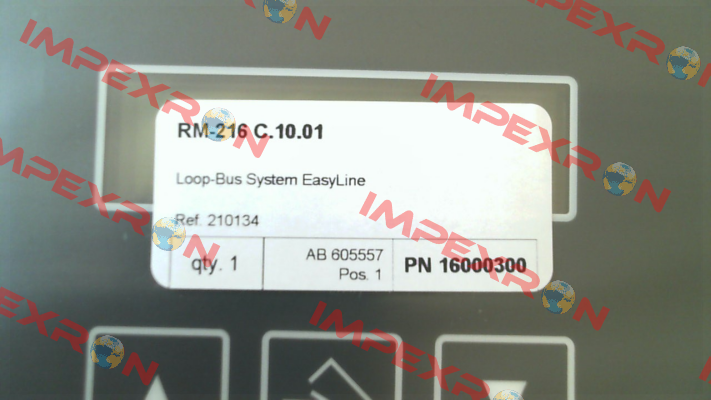 RM-216 C.10.01
Loop-Bus System EasyLine
Ref. 210134
qty. 1
AB 605557
Pos. 1
PN 16000300
IMPEXRON
IMPEXRON
IMPEXRON
IMPEXRON
IMPEXRON
IMPEXRON
IMPEXRON